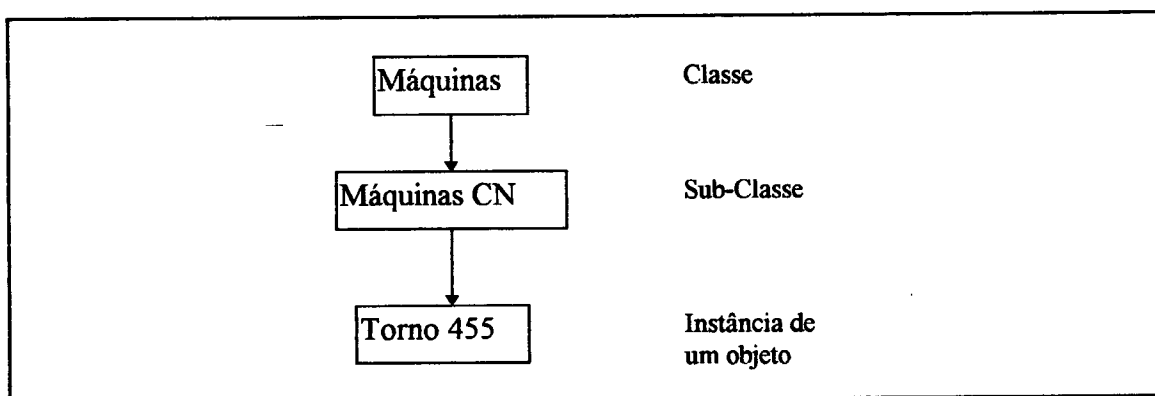 Máquinas Classe
Máquinas CN Sub-Classe
Torno 455 Instância de
um objeto